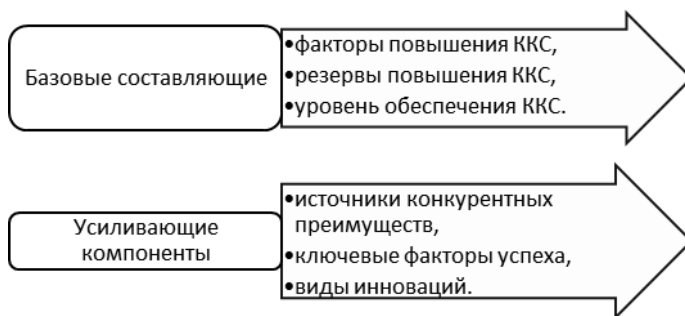 Базовые составляющие
•факторы повышения ККС,
•резервы повышения ККС,
•уровень обеспечения ККС.
Усиливающие
компоненты
•источники конкурентных
преимуществ,
•ключевые факторы успеха,
•виды инноваций.